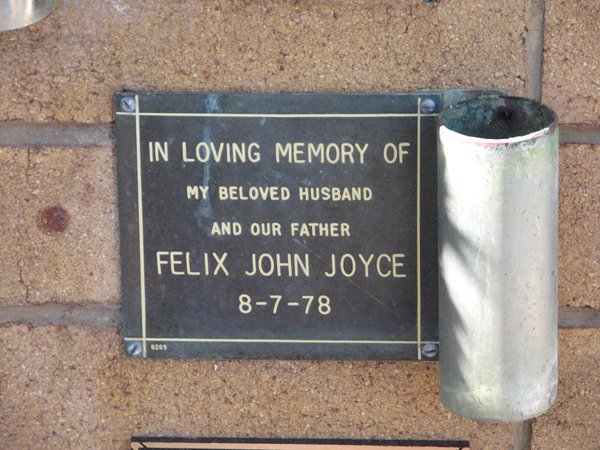 IN LOVING MEMORY OF
MY BELOVED HUSBAND
AND OUR FATHER
FELIX JOHN JOYCE
8-7-78
8269